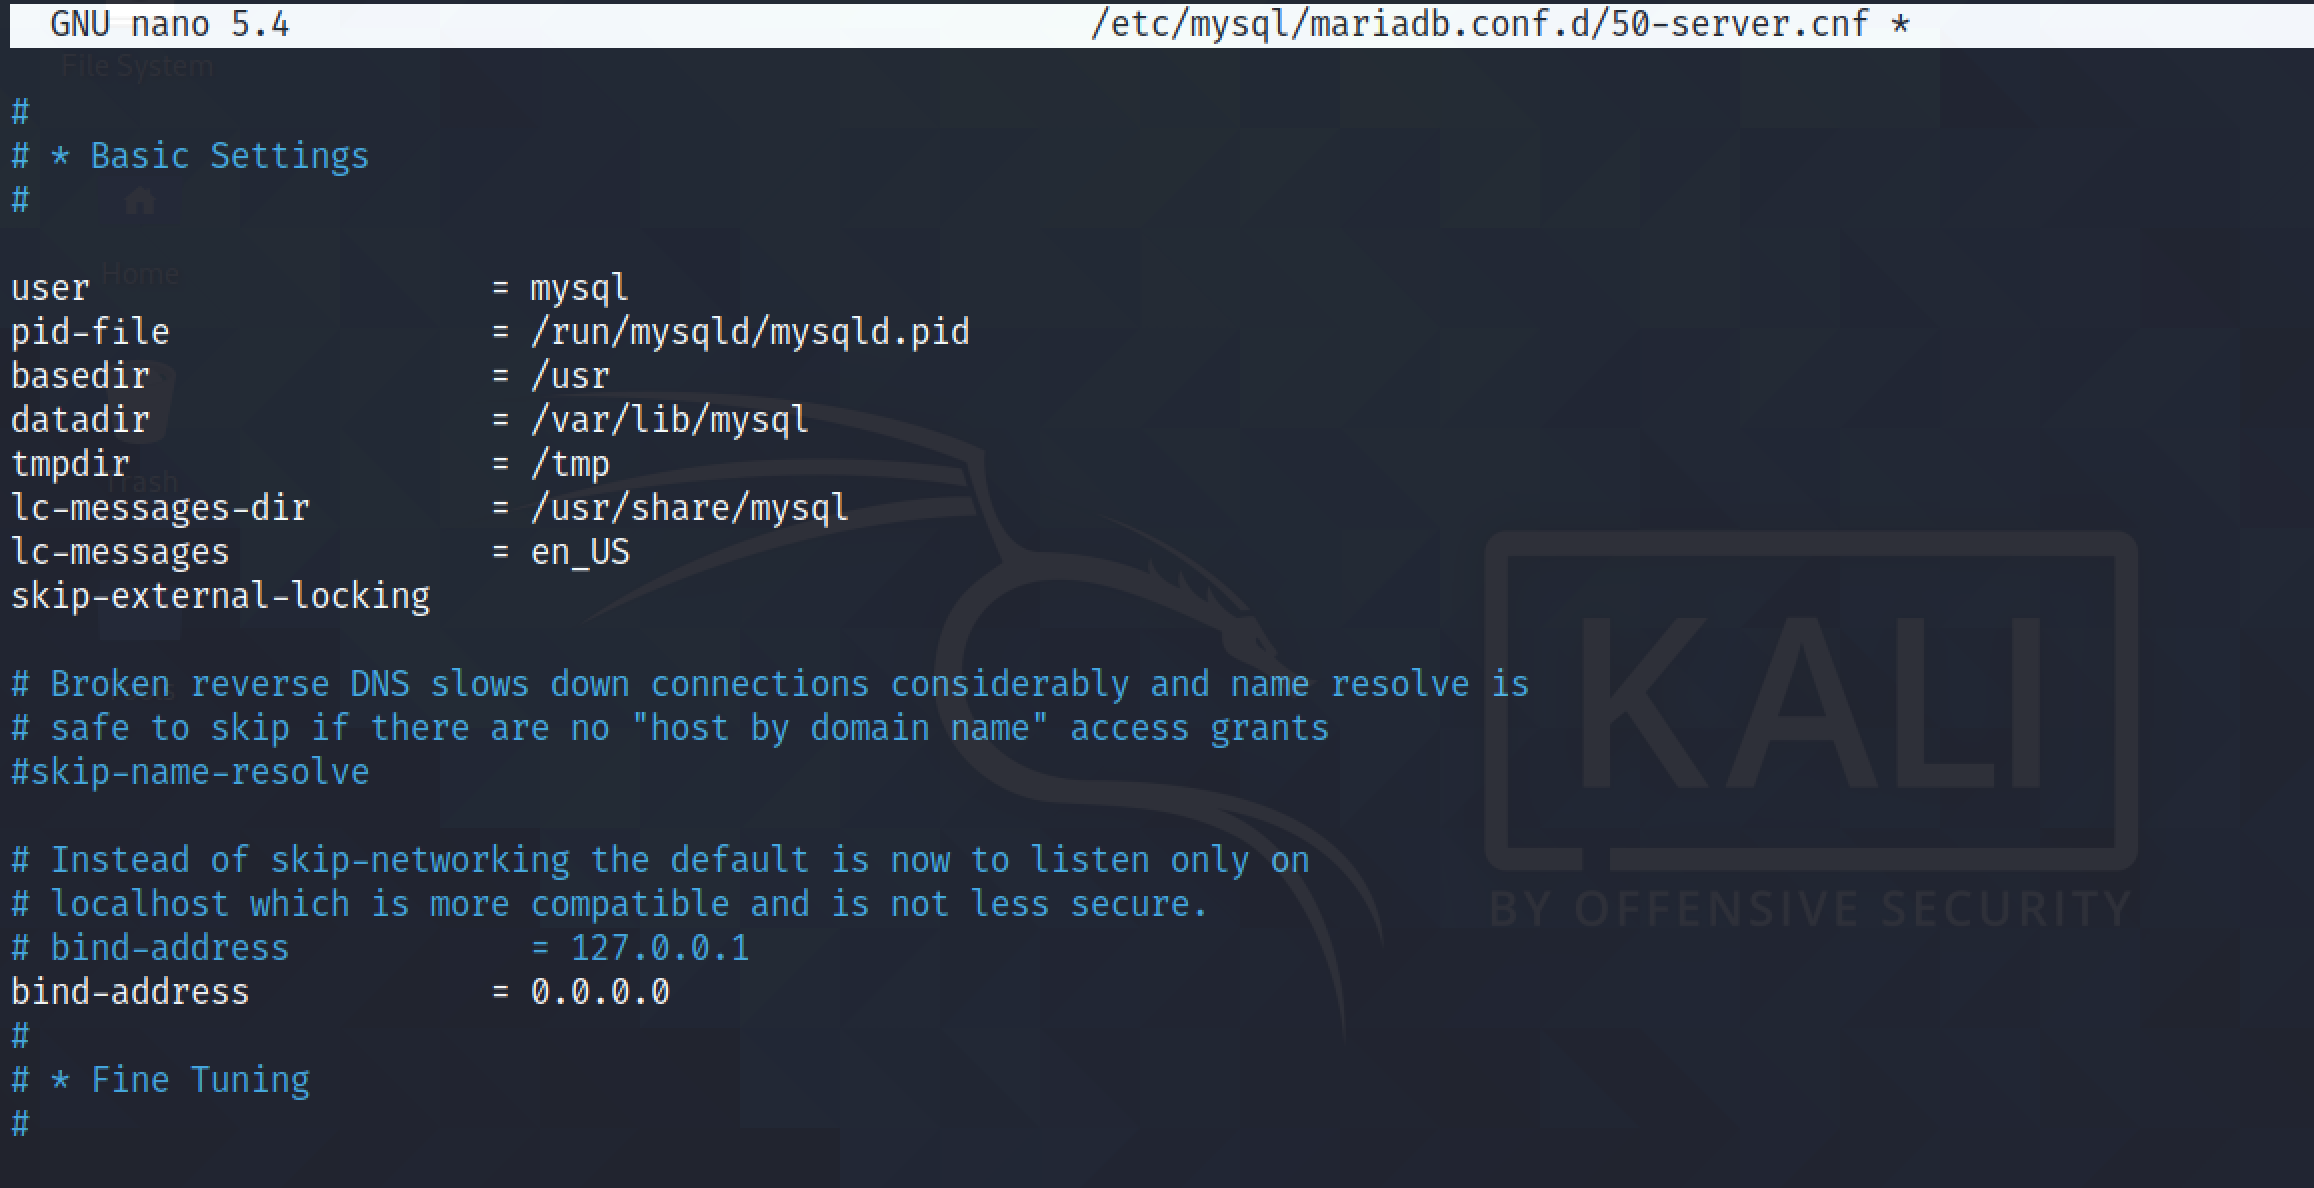 GNU nano 5.4 /etc/mysql/mariadb.conf.d/50-server.cnf *
File System
#
# * Basic Settings
#
Home
user = mysql
pid-file = /run/mysqld/mysqld.pid
basedir = /usr
datadir = /var/lib/mysql
tmpdir = /tmp
Trash
lc-messages-dir = /usr/share/mysql
lc-messages = en_US
skip-external-locking
# Broken reverse DNS slows down connections considerably and name resolve is
# safe to skip if there are no "host by domain name" access grants
#skip-name-resolve
KALI
# Instead of skip-networking the default is now to listen only on
# localhost which is more compatible and is not less secure.
BY OFFENSIVE SECURITY
# bind-address = 127.0.0.1
bind-address = 0.0.0.0
#
# * Fine Tuning
#